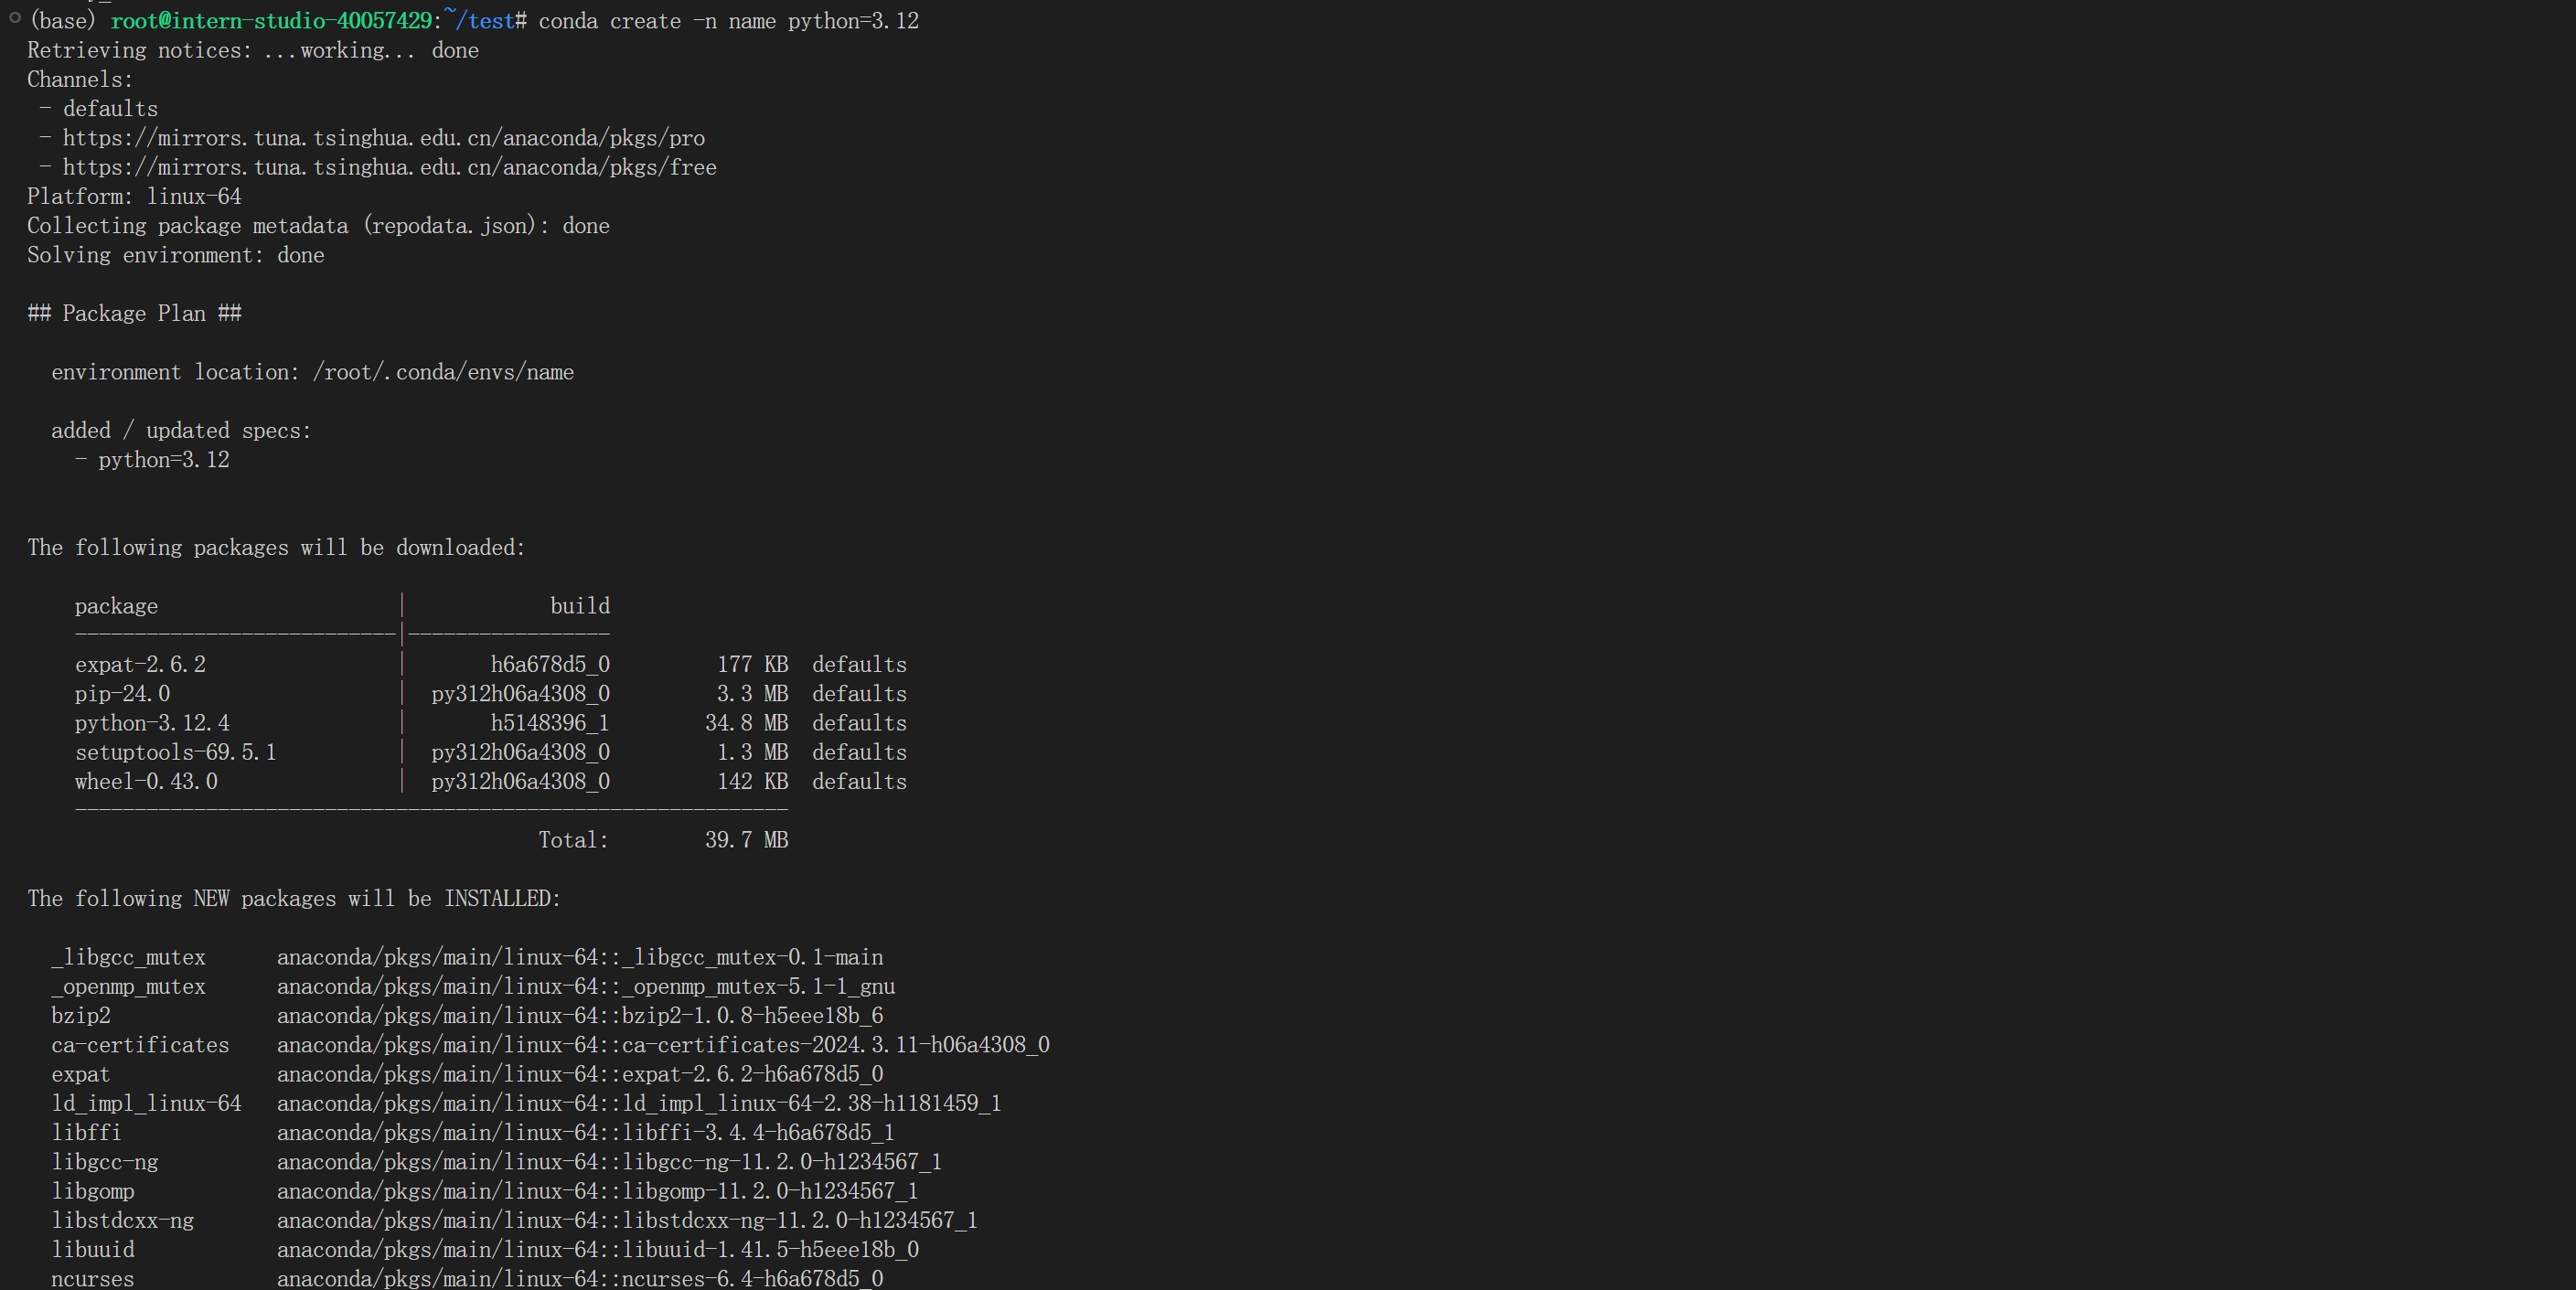 (base) root@intern-studio-40057429:~/test# conda create -n name python=3.12
Retrieving notices: ...working... done
Channels:
 - defaults
 - https://mirrors.tuna.tsinghua.edu.cn/anaconda/pkgs/pro
 - https://mirrors.tuna.tsinghua.edu.cn/anaconda/pkgs/free
Platform: linux-64
Collecting package metadata (repodata.json): done
Solving environment: done
## Package Plan ##
  environment location: /root/.conda/envs/name
  added / updated specs:
    - python=3.12
The following packages will be downloaded:
    package                    |            build
    ---------------------------|-----------------
    expat-2.6.2                |       h6a678d5_0         177 KB  defaults
    pip-24.0                   |  py312h06a4308_0         3.3 MB  defaults
    python-3.12.4              |       h5148396_1        34.8 MB  defaults
    setuptools-69.5.1          |  py312h06a4308_0         1.3 MB  defaults
    wheel-0.43.0               |  py312h06a4308_0         142 KB  defaults
    ------------------------------------------------------------
                                           Total:        39.7 MB
The following NEW packages will be INSTALLED:
  _libgcc_mutex      anaconda/pkgs/main/linux-64::_libgcc_mutex-0.1-main
  _openmp_mutex      anaconda/pkgs/main/linux-64::_openmp_mutex-5.1-1_gnu
  bzip2              anaconda/pkgs/main/linux-64::bzip2-1.0.8-h5eee18b_6
  ca-certificates    anaconda/pkgs/main/linux-64::ca-certificates-2024.3.11-h06a4308_0
  expat              anaconda/pkgs/main/linux-64::expat-2.6.2-h6a678d5_0
  ld_impl_linux-64   anaconda/pkgs/main/linux-64::ld_impl_linux-64-2.38-h1181459_1
  libffi             anaconda/pkgs/main/linux-64::libffi-3.4.4-h6a678d5_1
  libgcc-ng          anaconda/pkgs/main/linux-64::libgcc-ng-11.2.0-h1234567_1
  libgomp            anaconda/pkgs/main/linux-64::libgomp-11.2.0-h1234567_1
  libstdcxx-ng       anaconda/pkgs/main/linux-64::libstdcxx-ng-11.2.0-h1234567_1
  libuuid            anaconda/pkgs/main/linux-64::libuuid-1.41.5-h5eee18b_0
  ncurses            anaconda/pkgs/main/linux-64::ncurses-6.4-h6a678d5_0